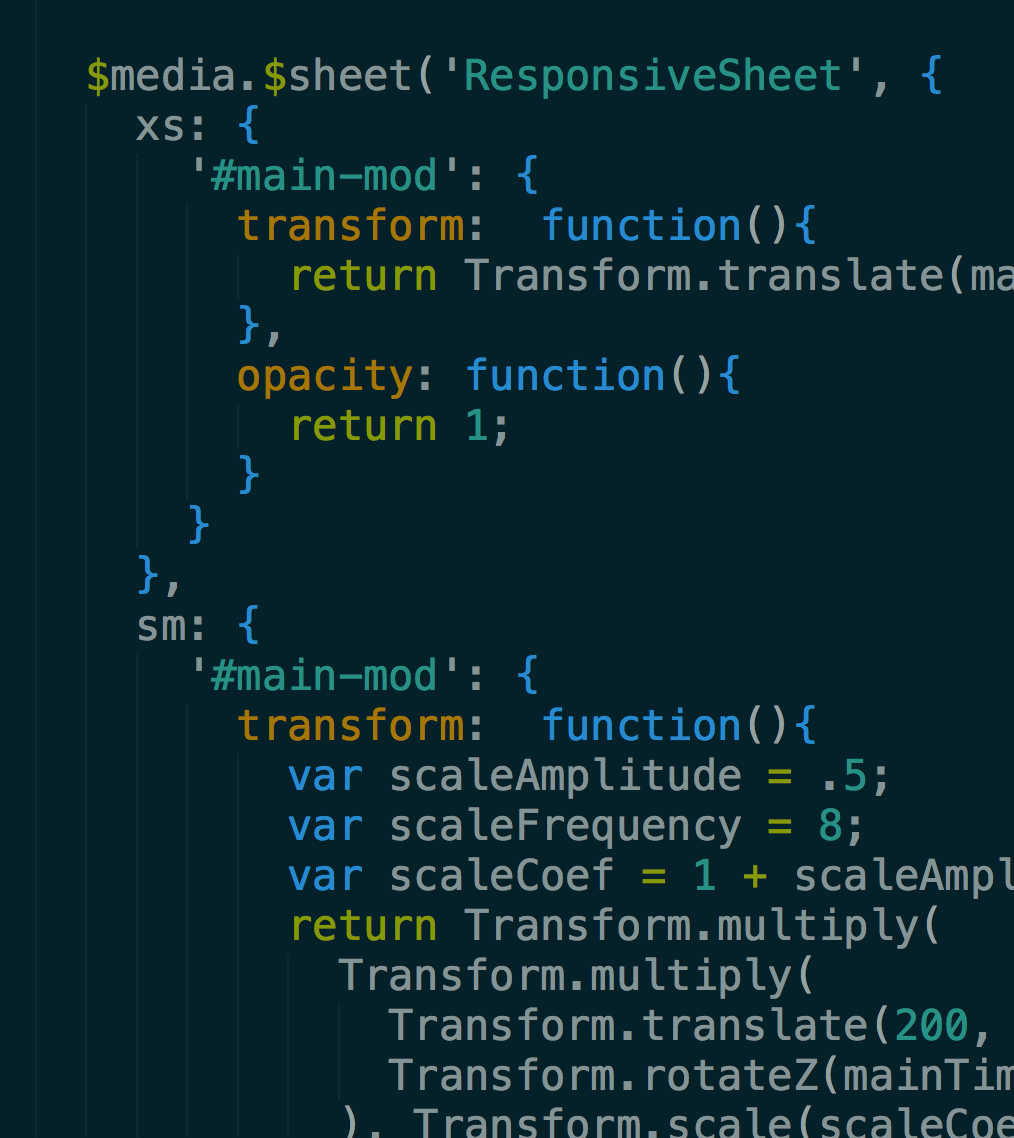 $media.$sheet('ResponsiveSheet', {
xs: {
'#main-mod': {
transform:  function(){
return Transform.translate(ma
},
opacity: function(){
return 1;
}
}
},
sm: {
'#main-mod': {
transform:  function(){
var scaleAmplitude = .5;
var scaleFrequency = 8;
var scaleCoef = 1 + scaleAmpl
return Transform.multiply(
Transform.multiply(
Transform.translate(200,
Transform.rotateZ(mainTim
), Transform.scale(scaleCoe